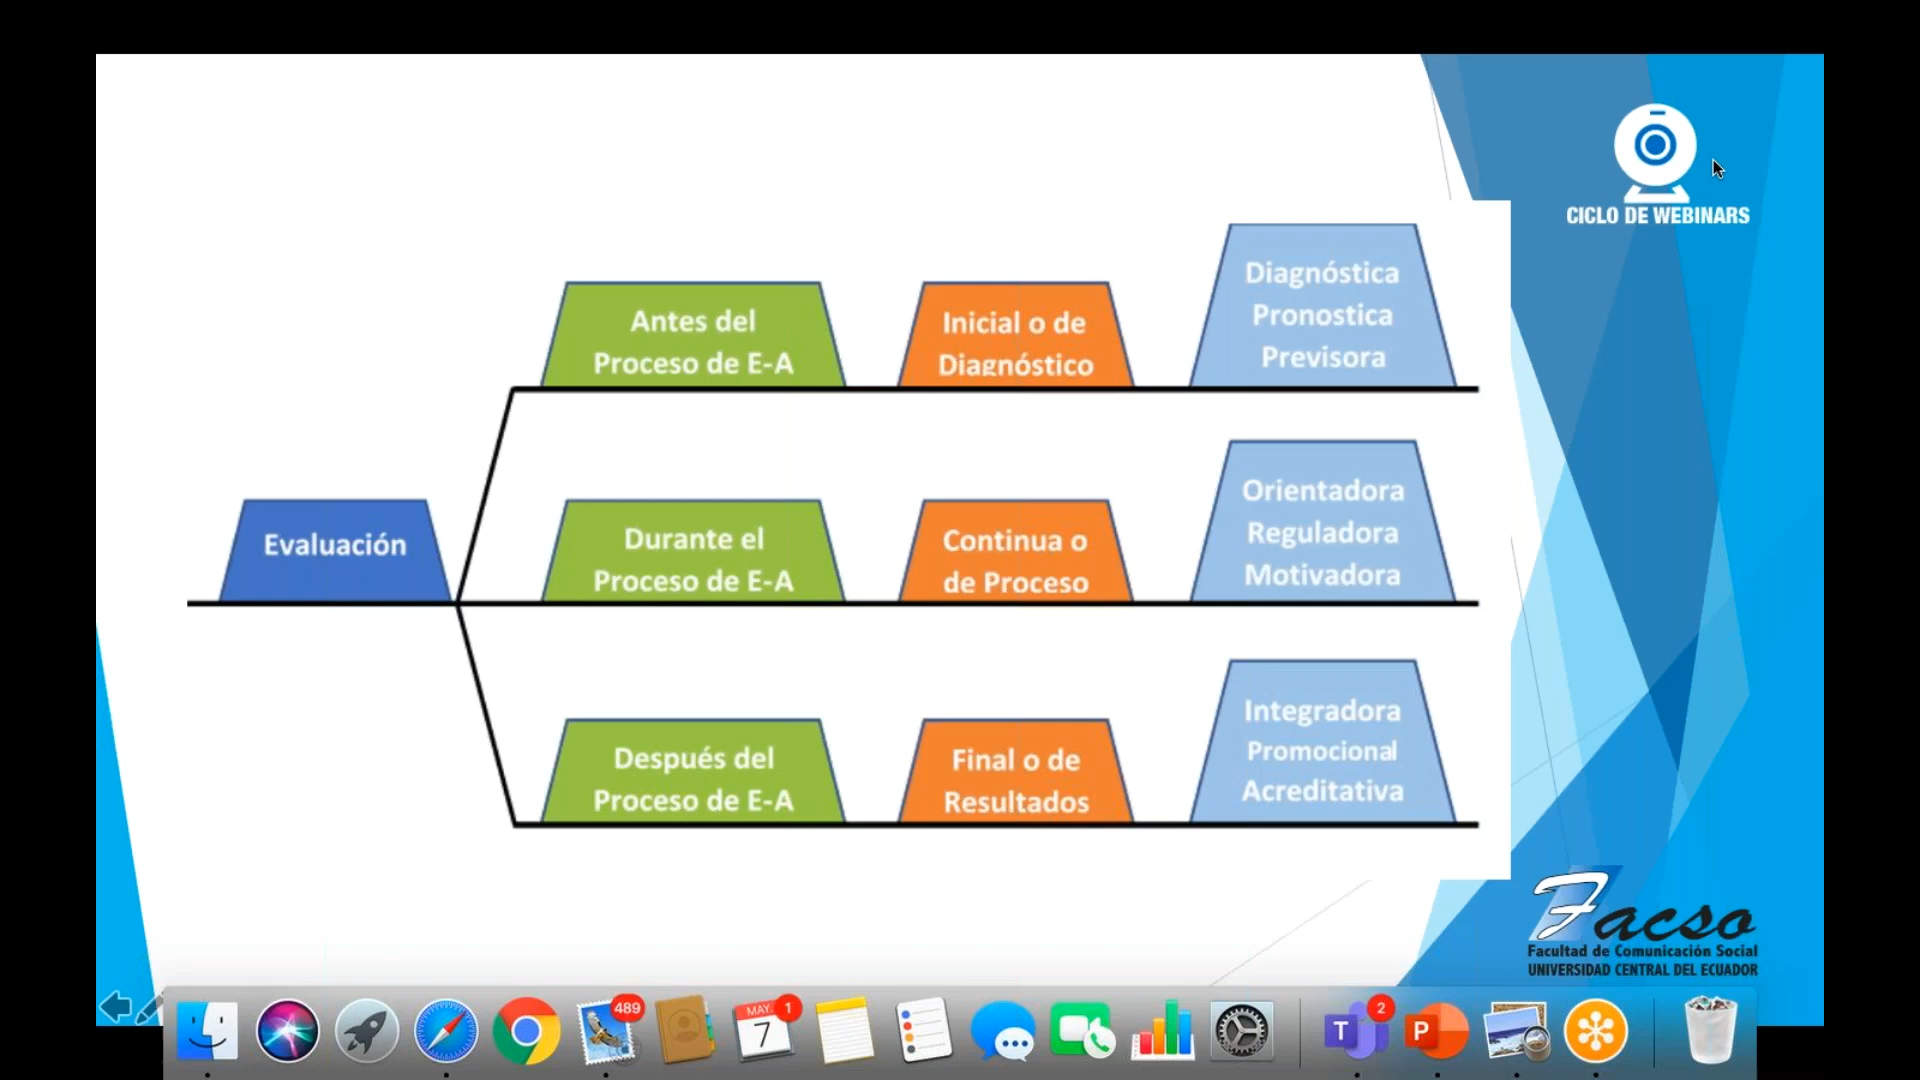 CICLO DE WEBINARS
Evaluación
Antes del
Proceso de E-A
Inicial o de
Diagnóstico
Diagnóstica
Pronostica
Previsora
Durante el
Proceso de E-A
Continua o
de Proceso
Orientadora
Reguladora
Motivadora
Después del
Proceso de E-A
Final o de
Resultados
Integradora
Promocional
Acreditativa
Facso
Facultad de Comunicación Social
UNIVERSIDAD CENTRAL DEL ECUADOR
489
MAY.
1
7
T
2
P